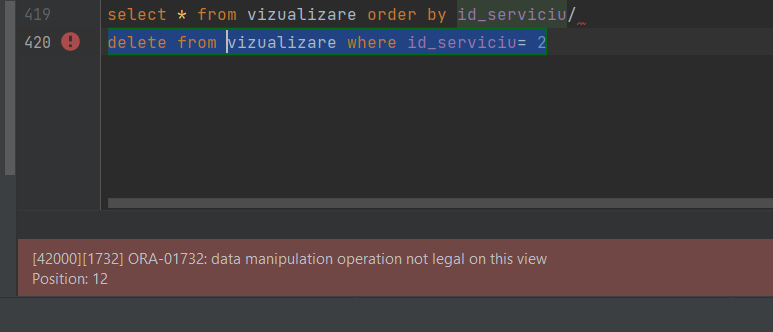 419 select * from vizualizare order by id_serviciu/
420 delete from vizualizare where id_serviciu= 2
[42000][1732] ORA-01732: data manipulation operation not legal on this view
Position: 12